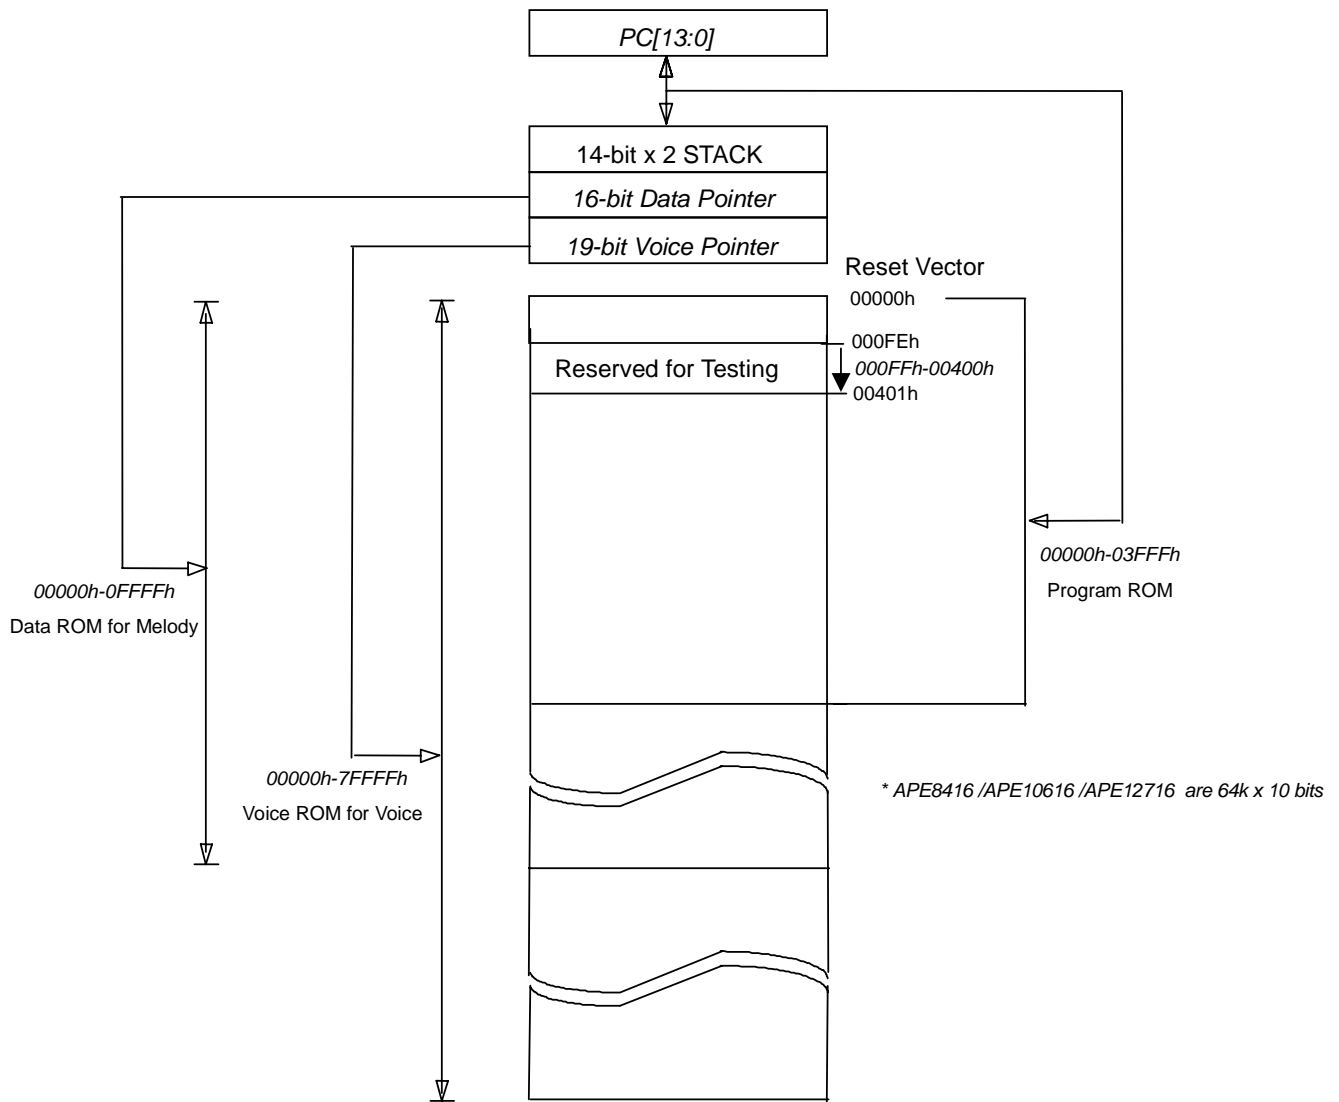 PC[13:0]
14-bit x 2 STACK
16-bit Data Pointer
19-bit Voice Pointer
Reset Vector
00000h
000FEh
Reserved for Testing
000FFh-00400h
00401h
00000h-03FFFh
Program ROM
00000h-0FFFFh
Data ROM for Melody
00000h-7FFFFh
Voice ROM for Voice
* APE8416 /APE10616 /APE12716 are 64k x 10 bits